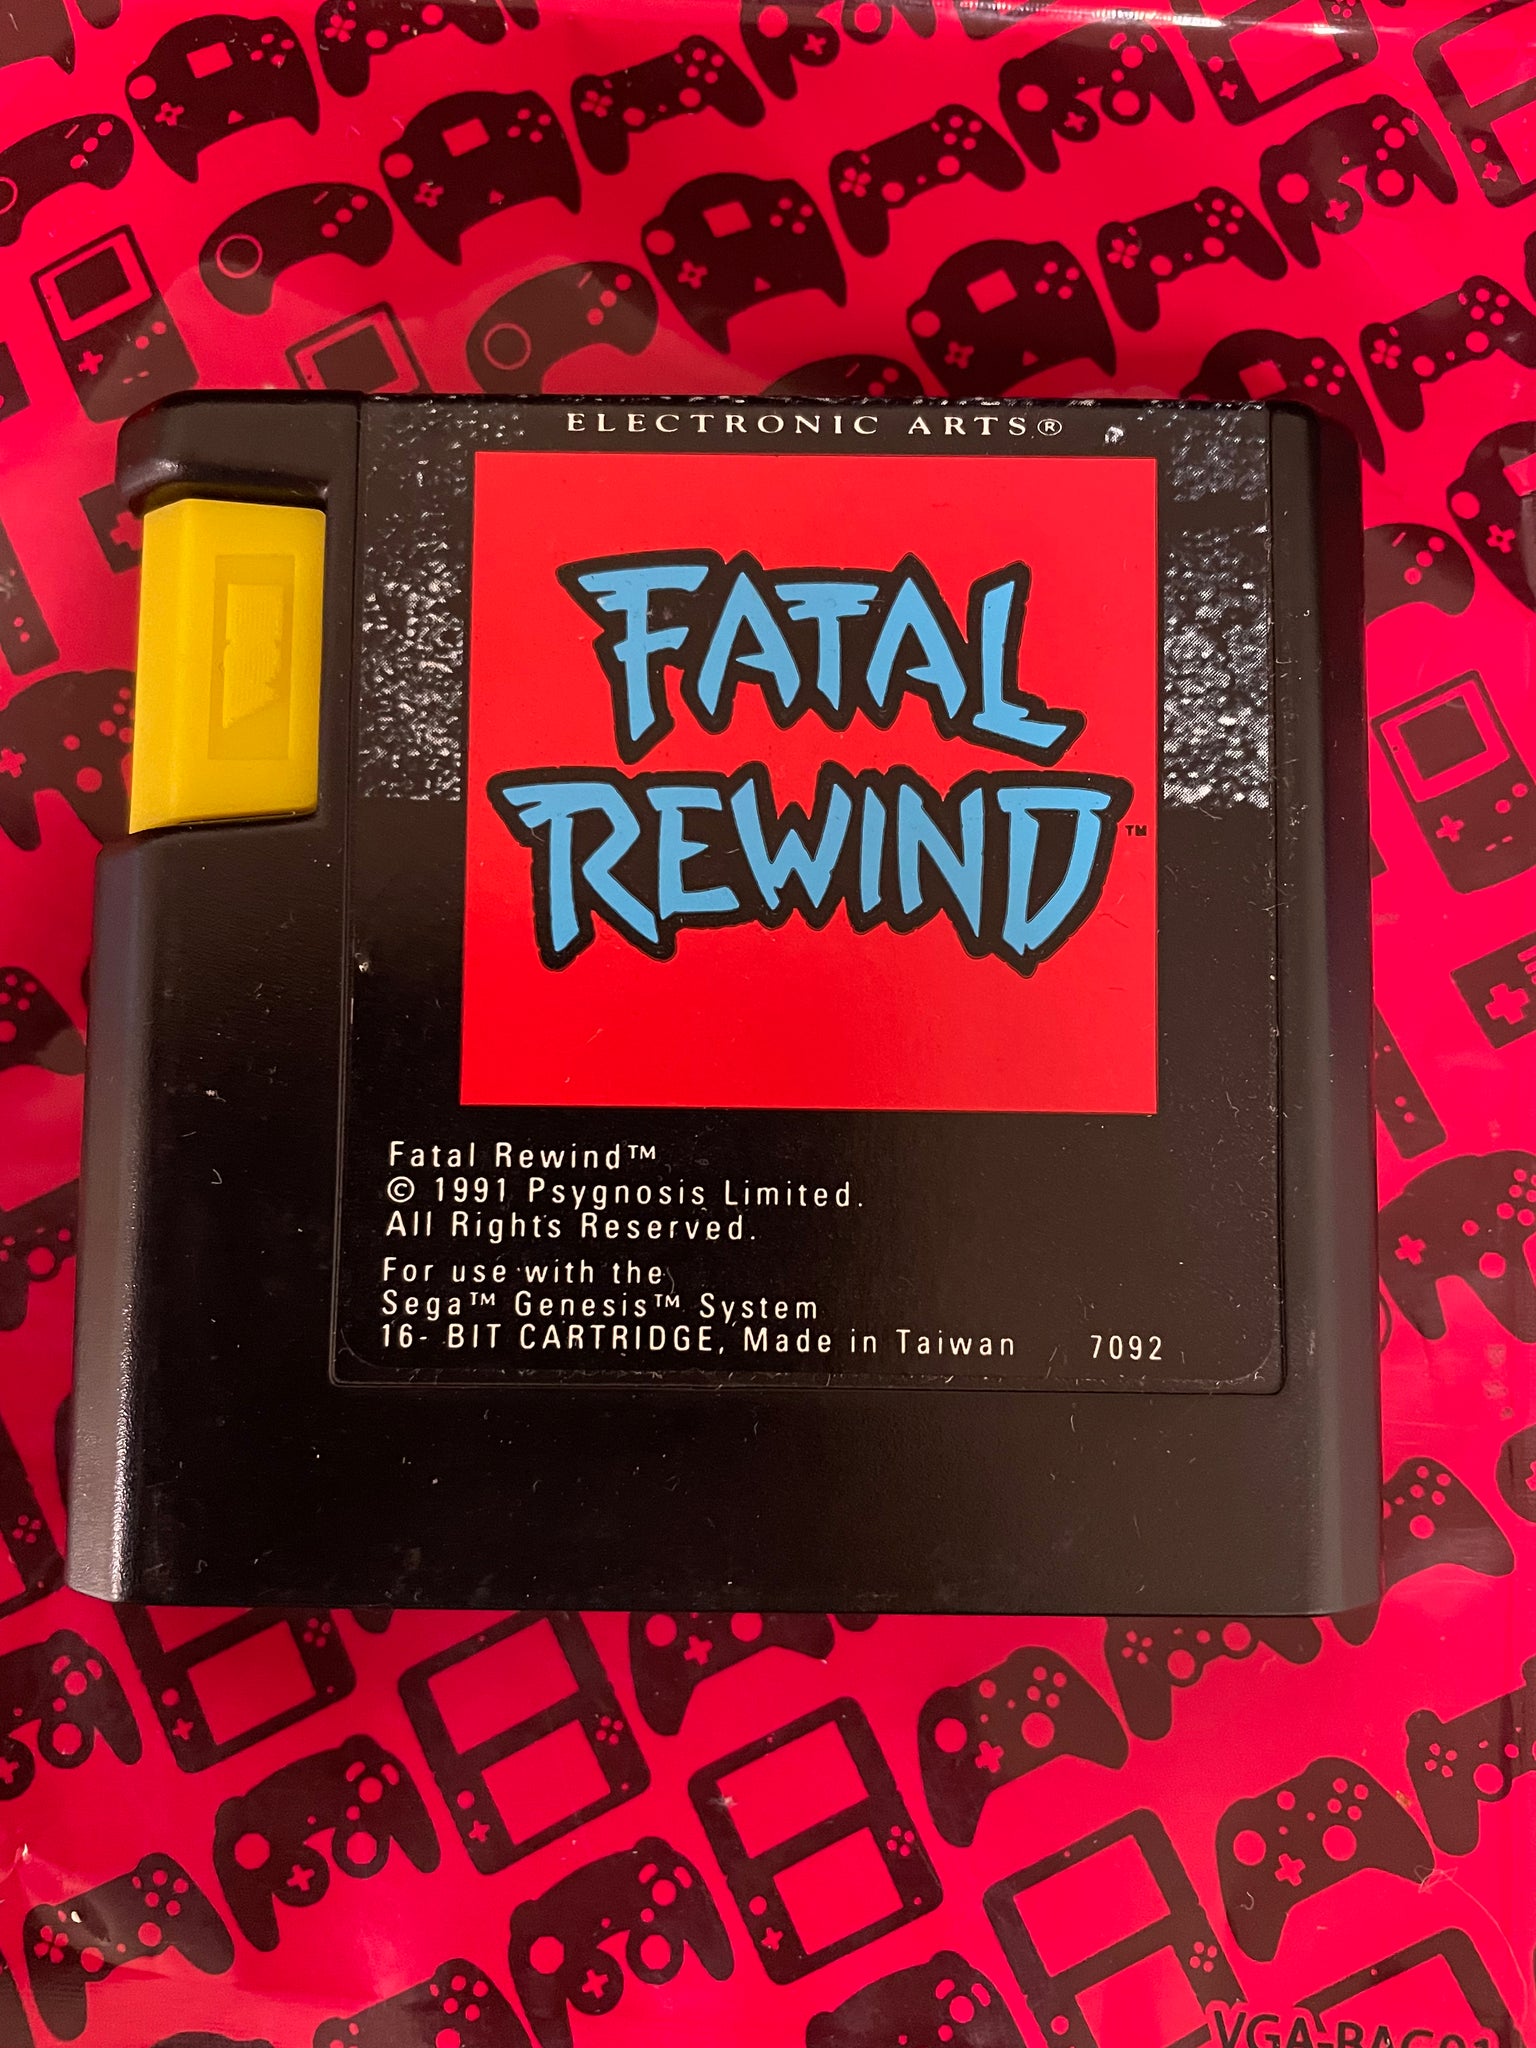 ELECTRONIC ARTS®
FATAL
REWIND™
Fatal Rewind™
© 1991 Psygnosis Limited.
All Rights Reserved.
For use with the
Sega™ Genesis™ System
16- BIT CARTRIDGE, Made in Taiwan 7092